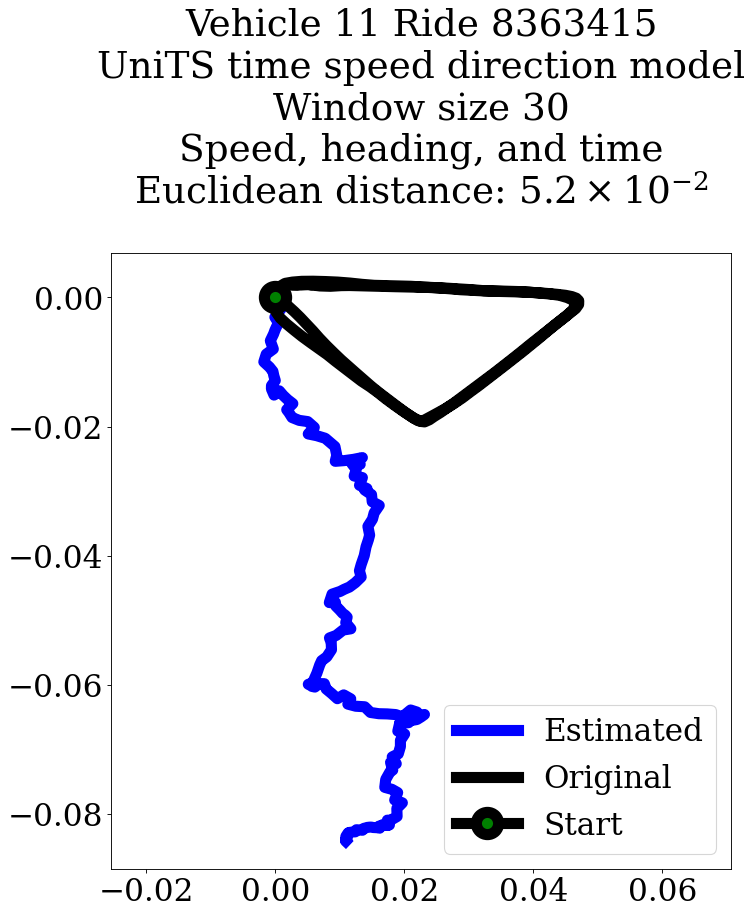 Vehicle 11 Ride 8363415
UniTS time speed direction model
Window size 30
Speed, heading, and time
Euclidean distance: 5.2 × 10⁻²
0.00
−0.02
−0.04
−0.06
−0.08
Estimated
Original
Start
−0.02 0.00 0.02 0.04 0.06